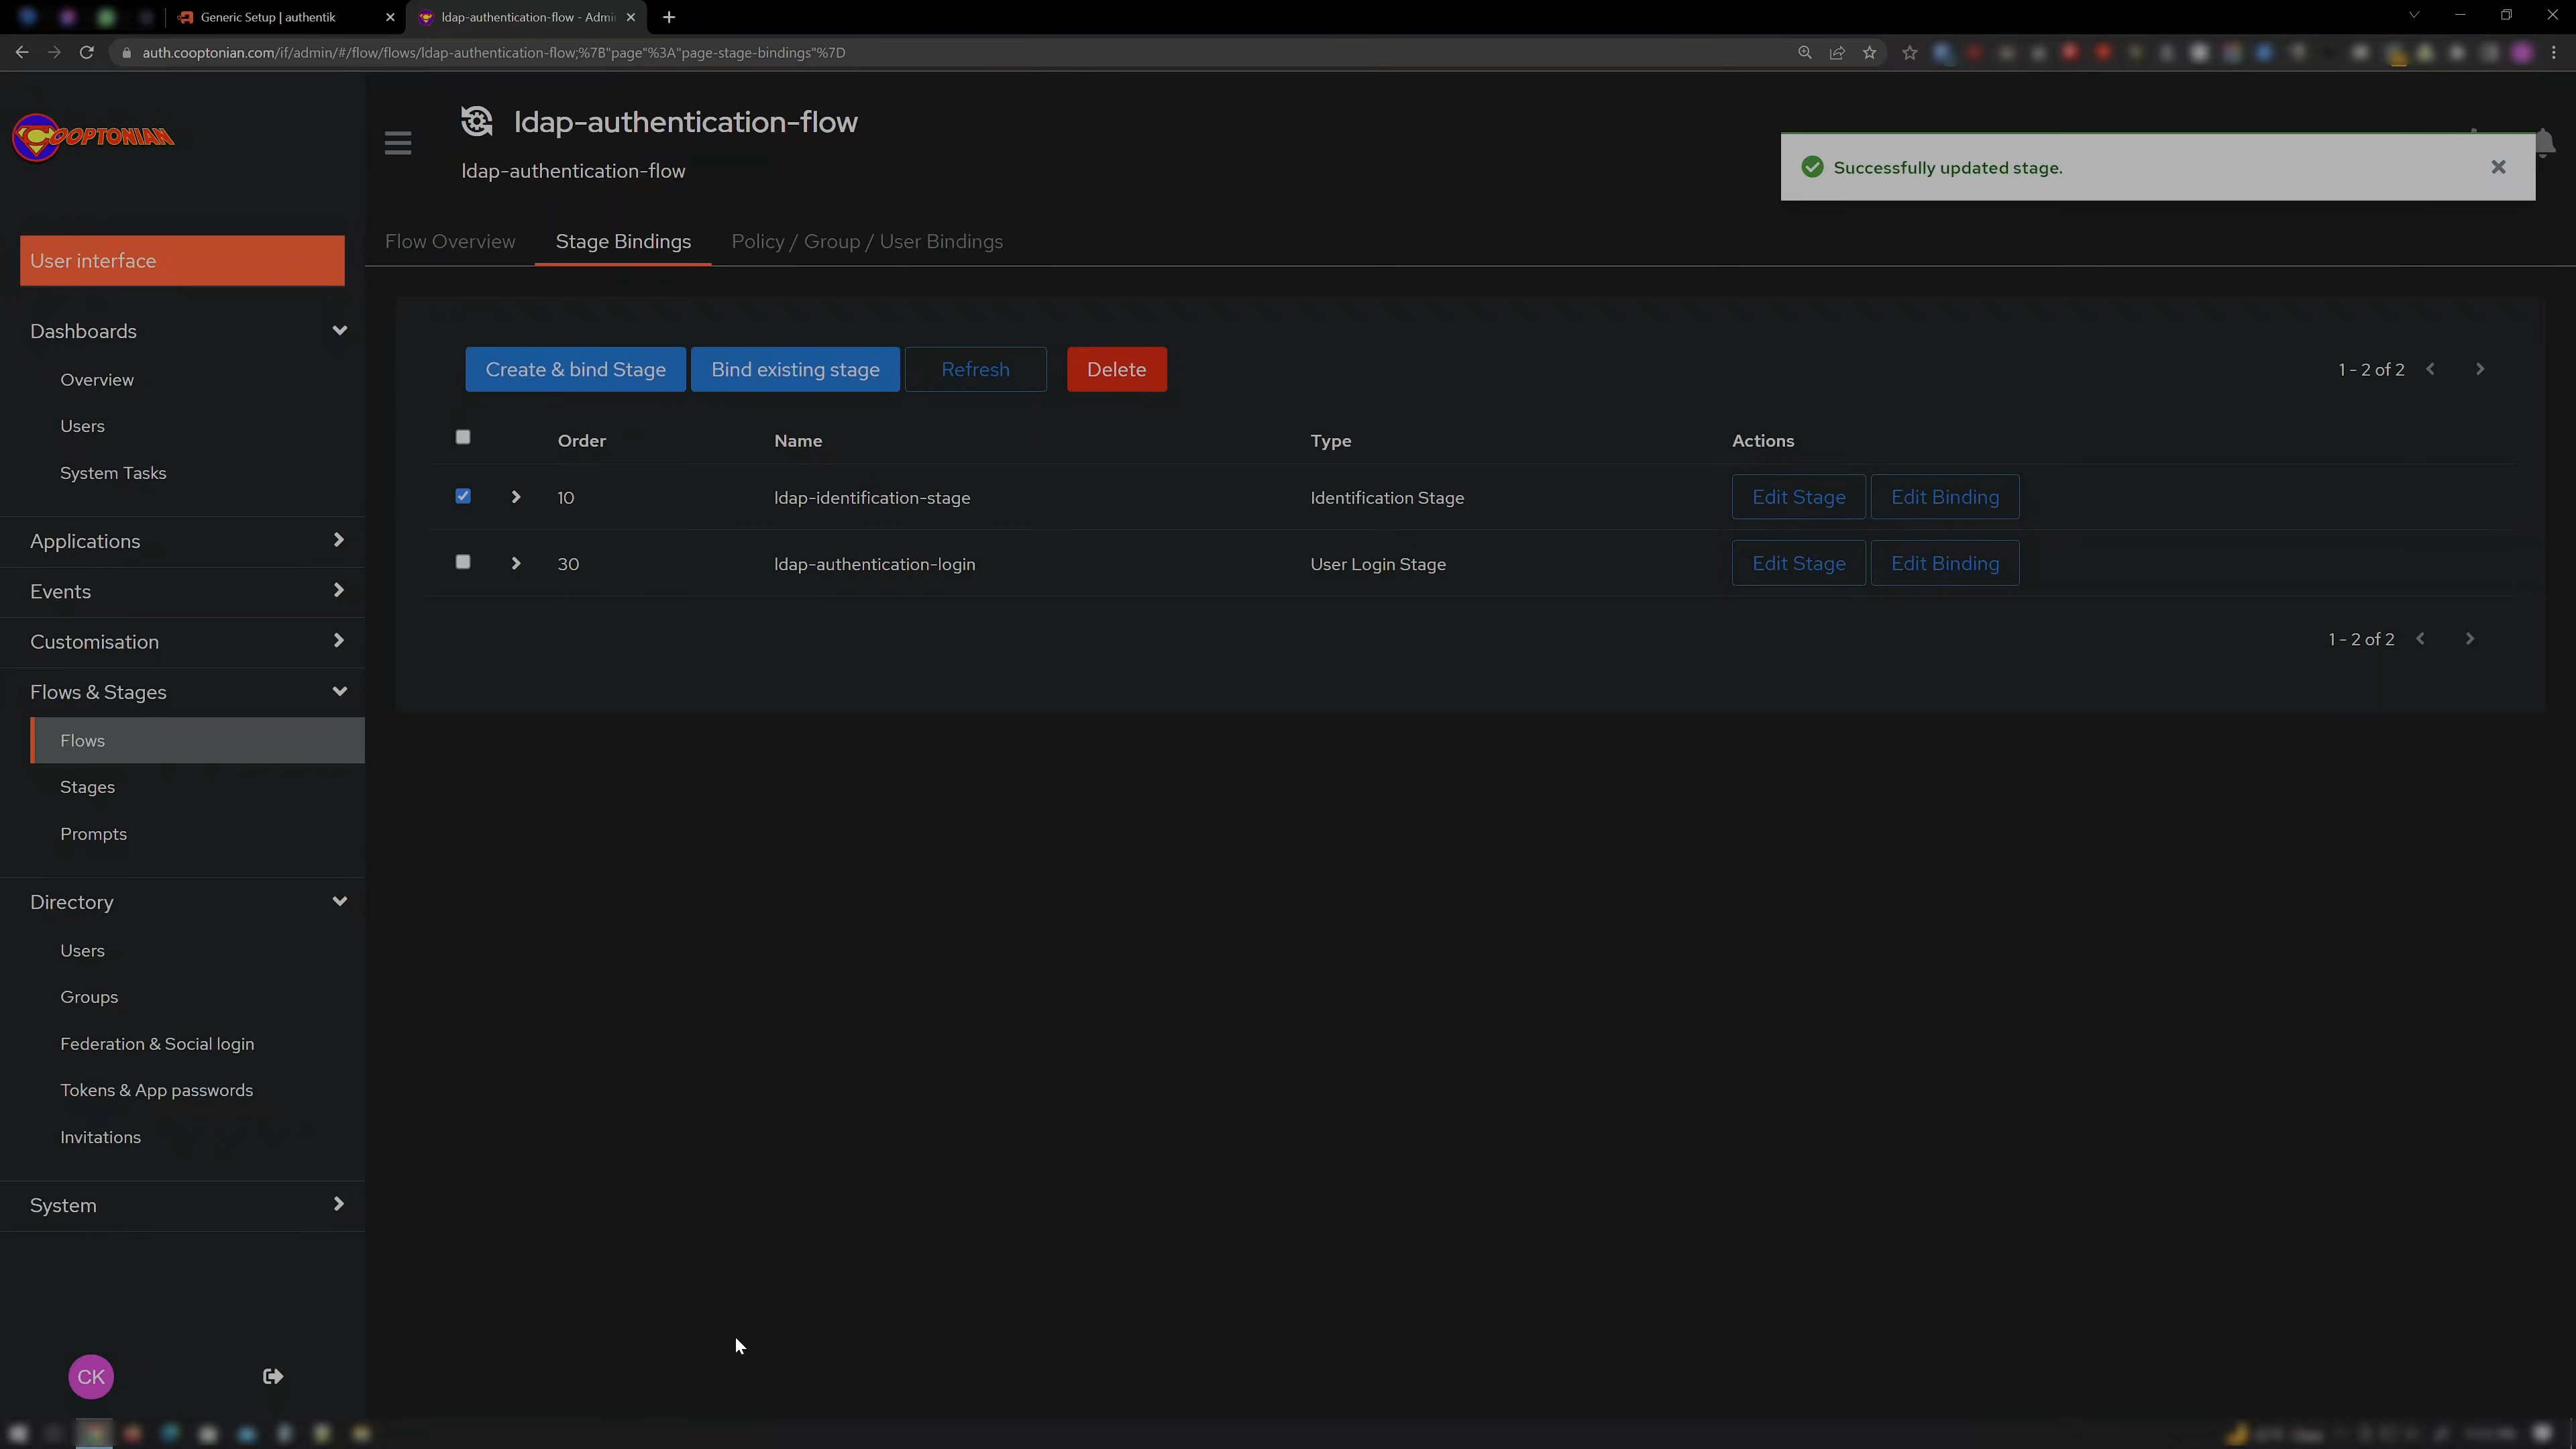 Generic Setup | authentik
ldap-authentication-flow - Admi
auth.cooptonian.com/if/admin/#/flow/flows/ldap-authentication-flow;%7B"page"%3A"page-stage-bindings"%7D
COOPTONIAN
ldap-authentication-flow
ldap-authentication-flow
Successfully updated stage.
User interface
Flow Overview
Stage Bindings
Policy / Group / User Bindings
Dashboards
Overview
Users
System Tasks
Applications
Events
Customisation
Flows & Stages
Flows
Stages
Prompts
Directory
Users
Groups
Federation & Social login
Tokens & App passwords
Invitations
System
CK
Create & bind Stage
Bind existing stage
Refresh
Delete
1 - 2 of 2
Order Name Type Actions
10 ldap-identification-stage Identification Stage Edit Stage Edit Binding
30 ldap-authentication-login User Login Stage Edit Stage Edit Binding
1 - 2 of 2